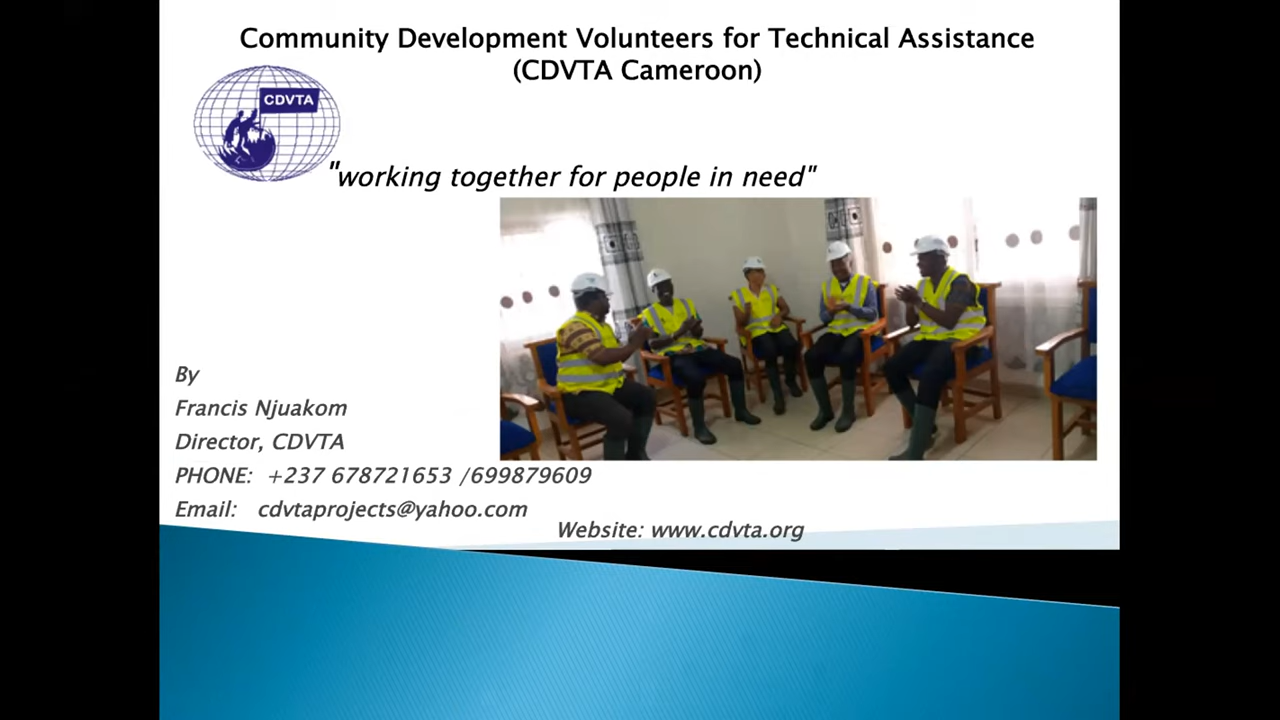 Community Development Volunteers for Technical Assistance
(CDVTA Cameroon)
CDVTA
"working together for people in need"
By
Francis Njuakom
Director, CDVTA
PHONE: +237 678721653 /699879609
Email: cdvtaprojects@yahoo.com
Website: www.cdvta.org